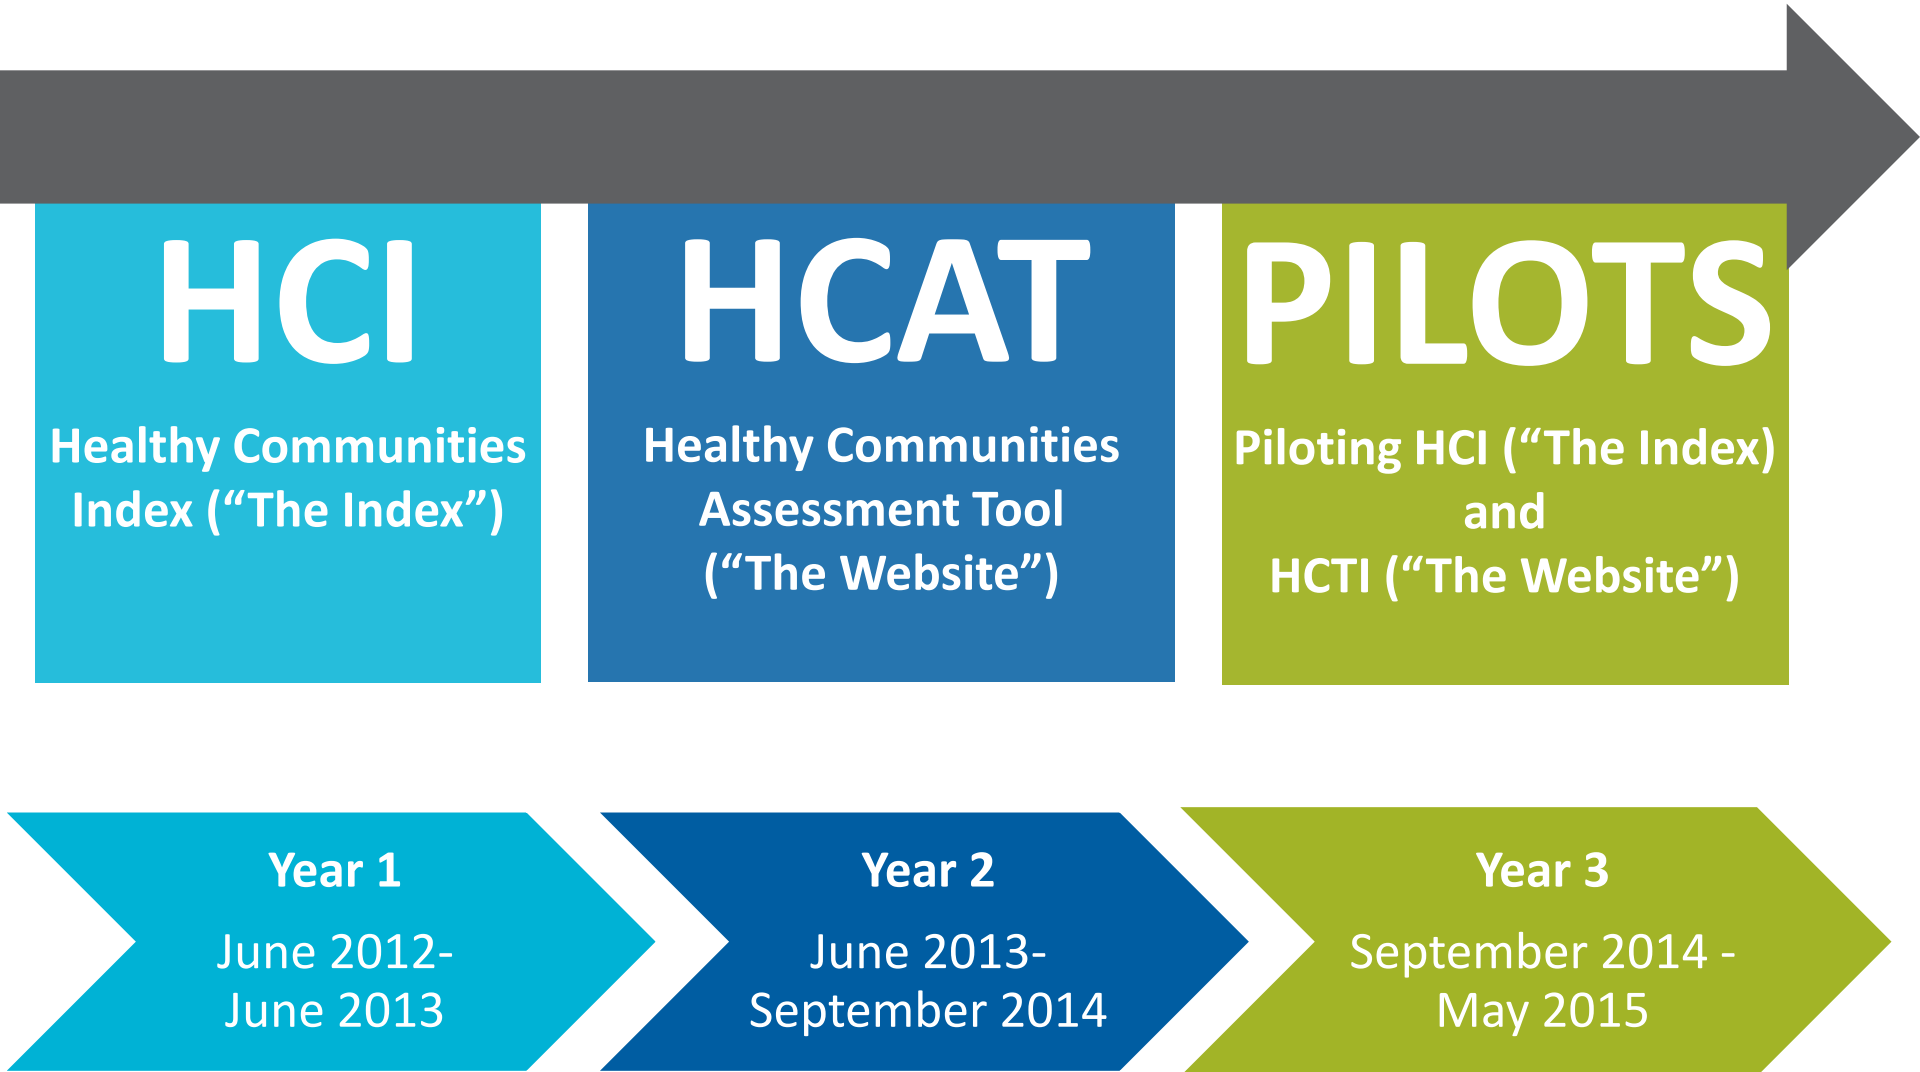 HCI
Healthy Communities
Index (“The Index”)
HCAT
Healthy Communities
Assessment Tool
(“The Website”)
PILOTS
Piloting HCI (“The Index)
and
HCTI (“The Website”)
Year 1
June 2012-
June 2013
Year 2
June 2013-
September 2014
Year 3
September 2014 -
May 2015